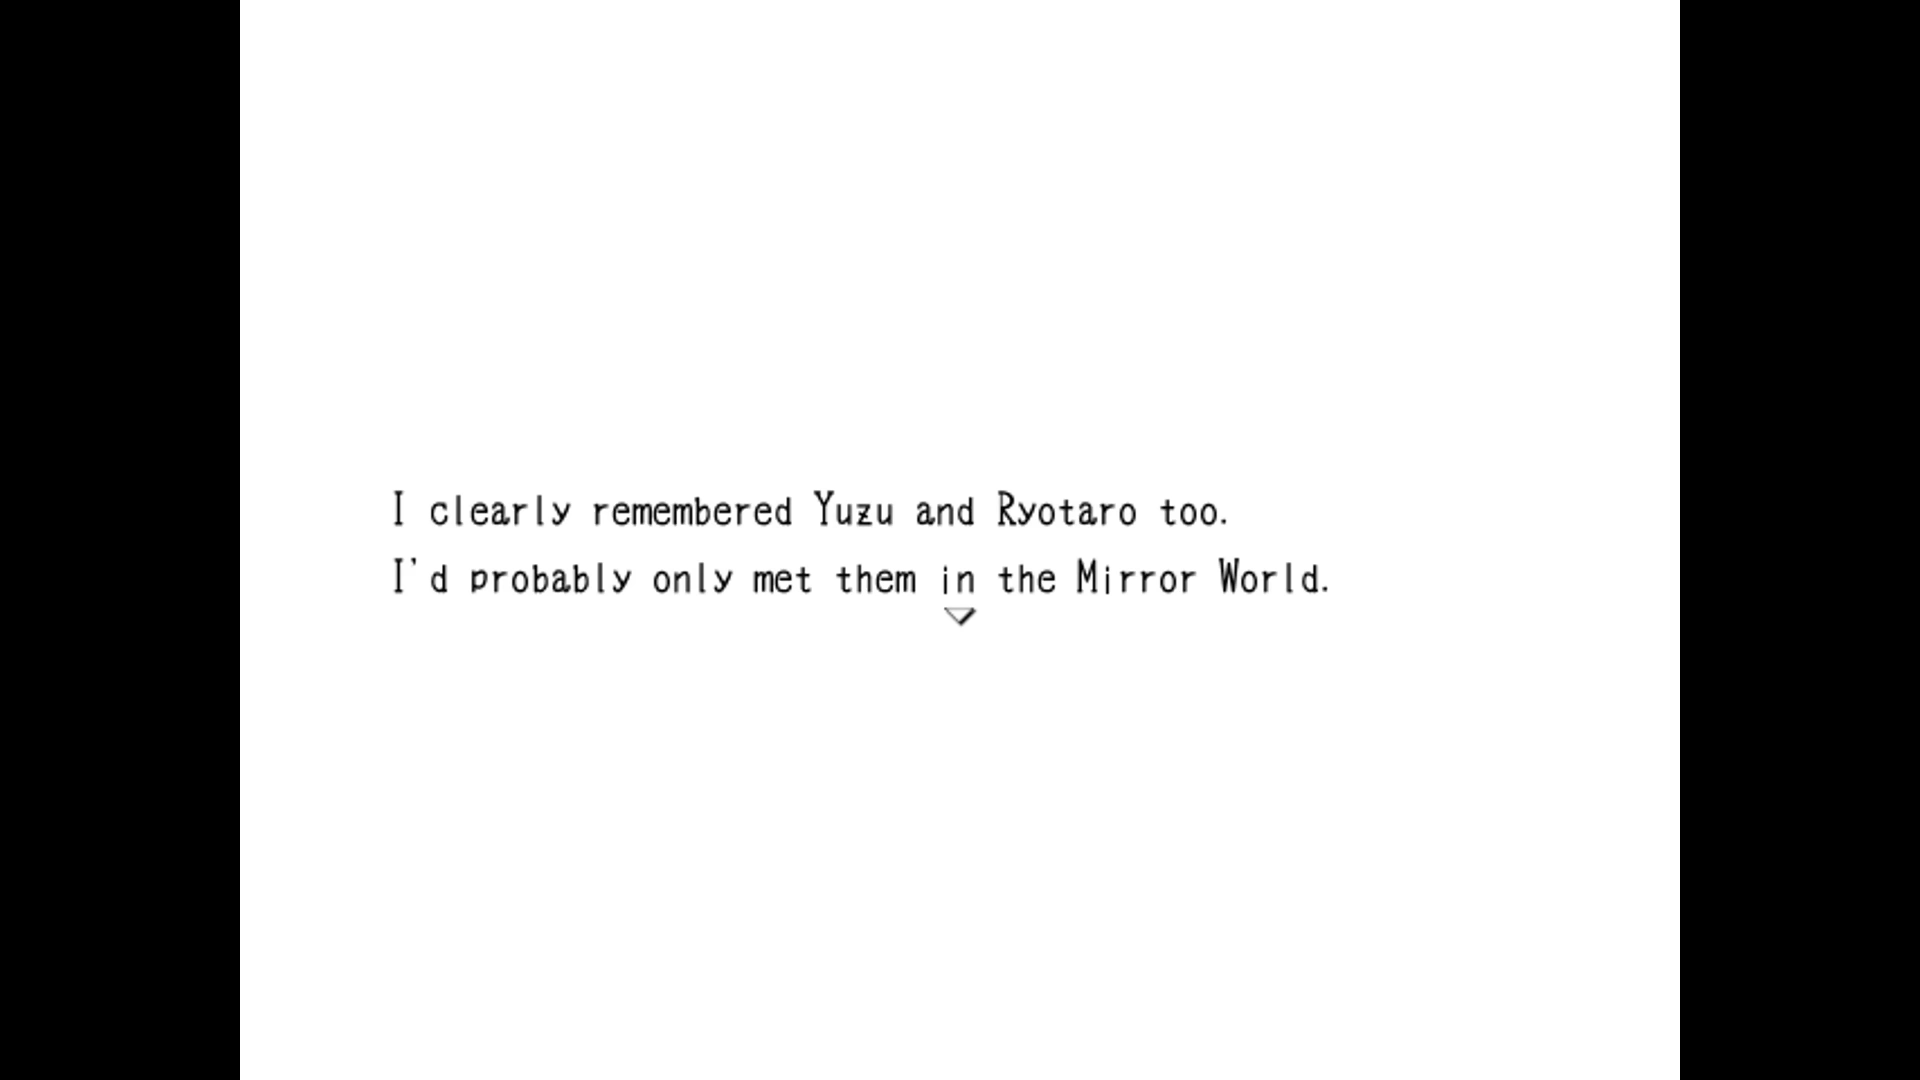 I clearly remembered Yuzu and Ryotaro too.
I'd probably only met them in the Mirror World.